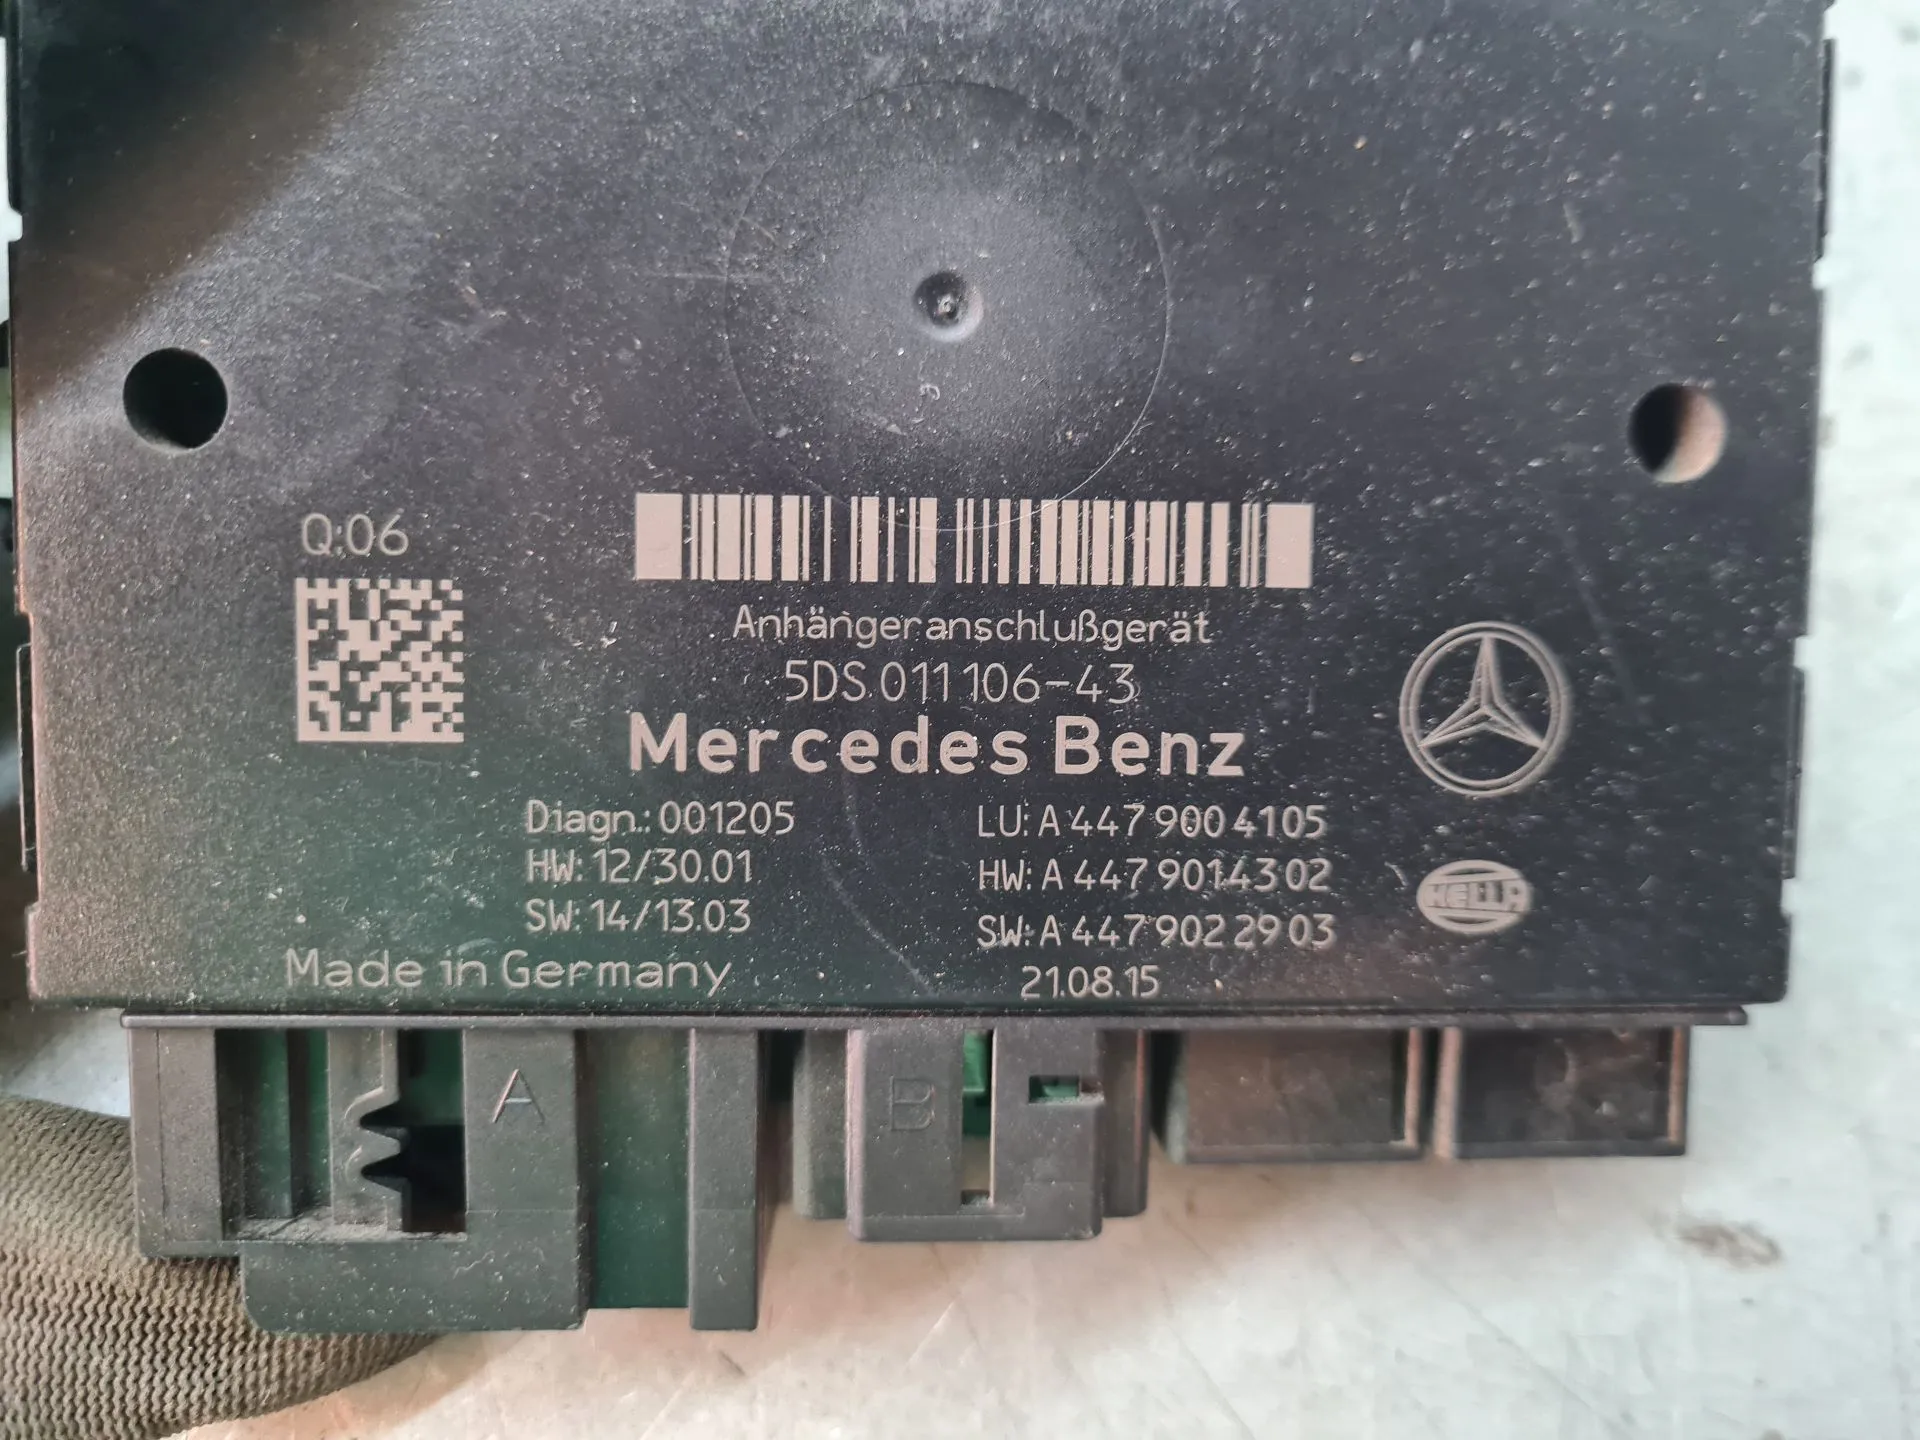 Q:06
Anhängeranschlußgerät
5DS.011 106-43
Mercedes Benz
Diagn.: 001205
LU: A 447 900 4105
HW: 12/30.01
HW: A 447 901 43 02
SW: 14/13.03
SW: A 447 902 29 03
HELLA
Made in Germany
21.08.15
A
B